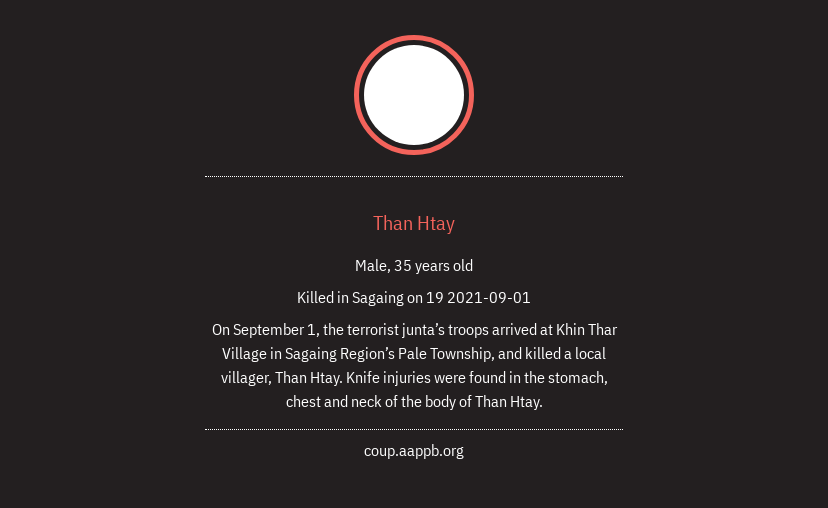 Than Htay
Male, 35 years old
Killed in Sagaing on 19 2021-09-01
On September 1, the terrorist junta’s troops arrived at Khin Thar
Village in Sagaing Region’s Pale Township, and killed a local
villager, Than Htay. Knife injuries were found in the stomach,
chest and neck of the body of Than Htay.
coup.aappb.org